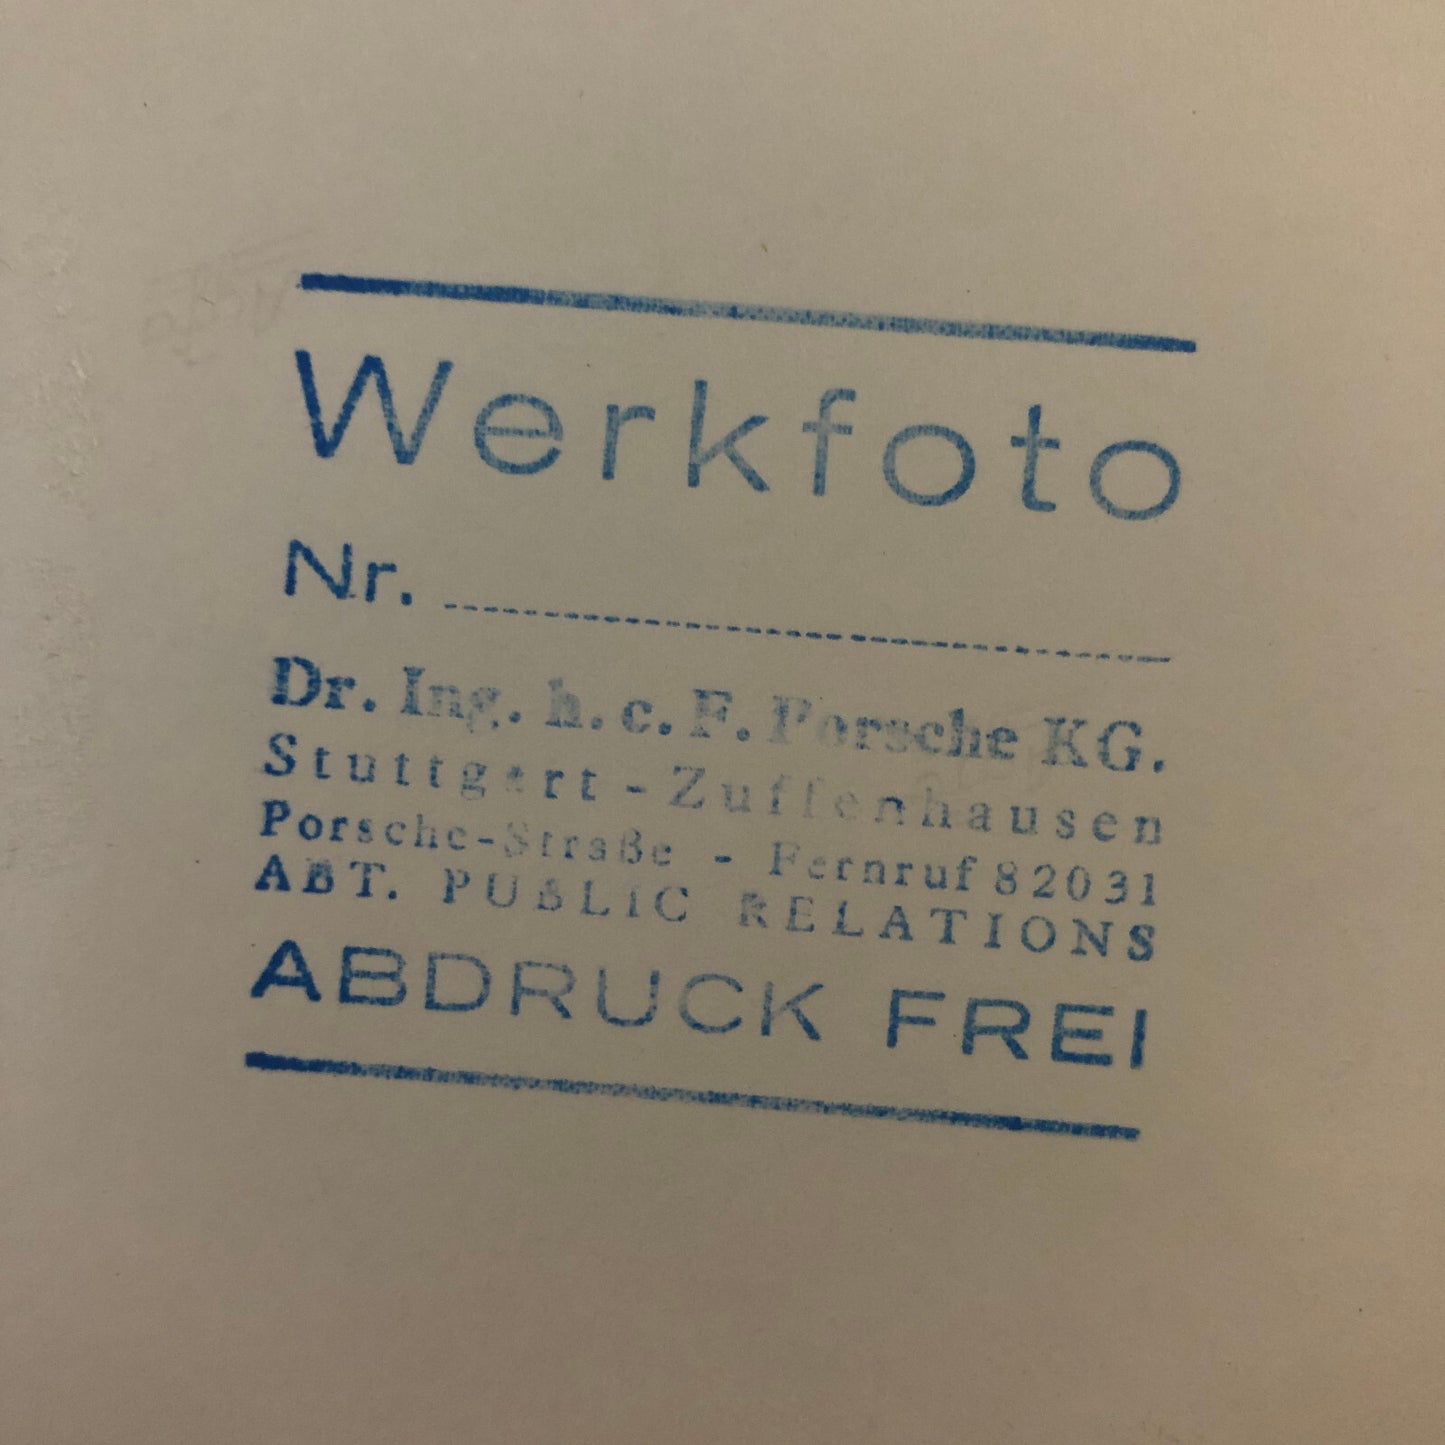 Werkfoto
Nr.
Dr. Ing. h. c. F. Porsche KG.
Stuttgart - Zuffenhausen
Porsche-Straße - Fernruf 82031
ABT. PUBLIC RELATIONS
ABDRUCK FREI